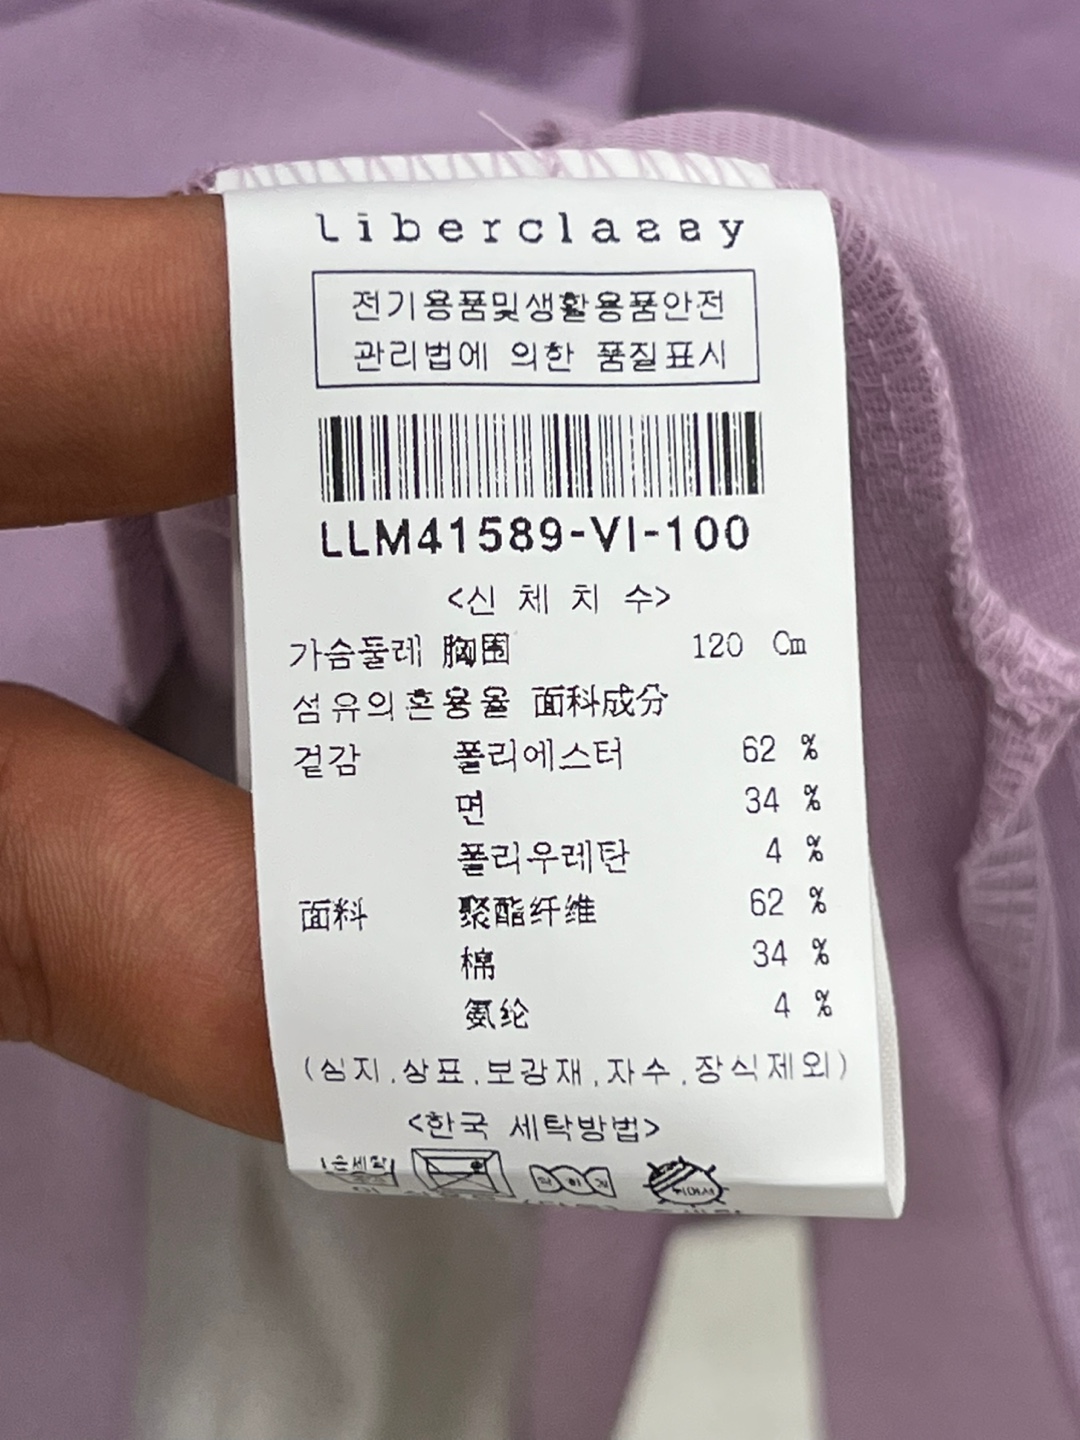 liberclassy
전기용품및생활용품안전
관리법에 의한 품질표시
LLM41589-VI-100
<신 체 치 수>
가슴둘레 胸围 120 Cm
섬유의혼용율 面料成分
겉감 폴리에스터 62 %
면 34 %
폴리우레탄 4 %
面料 聚酯纤维 62 %
棉 34 %
氨纶 4 %
(심지.상표.보강재.자수.장식제외)
<한국 세탁방법>
손세탁